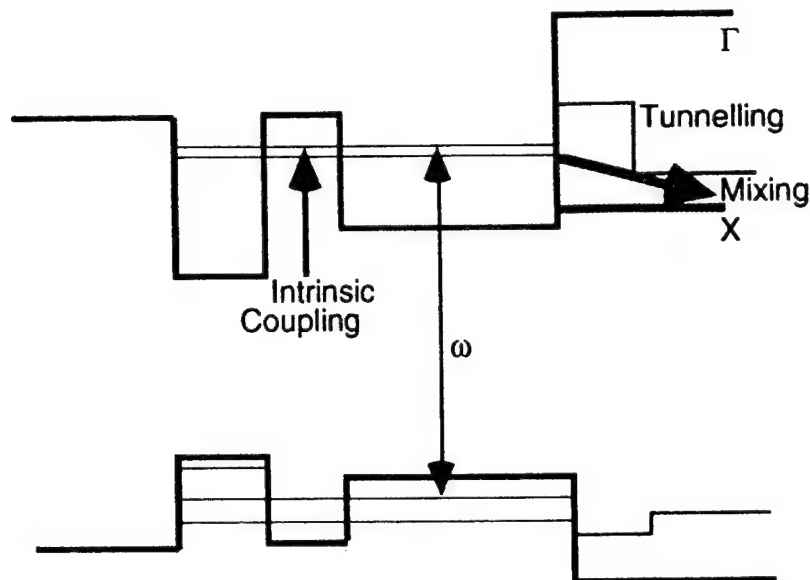 Γ
Tunnelling
Mixing
X
Intrinsic
Coupling
ω